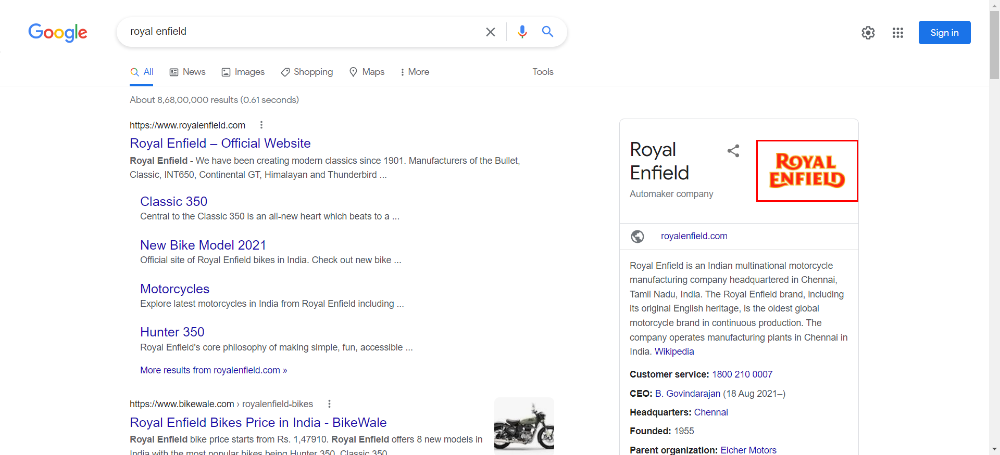 Google
royal enfield
Sign in
All
News
Images
Shopping
Maps
More
Tools
About 8,68,00,000 results (0.61 seconds)
https://www.royalenfield.com
Royal Enfield – Official Website
Royal Enfield - We have been creating modern classics since 1901. Manufacturers of the Bullet,
Classic, INT650, Continental GT, Himalayan and Thunderbird ...
Classic 350
Central to the Classic 350 is an all-new heart which beats to a ...
New Bike Model 2021
Official site of Royal Enfield bikes in India. Check out new bike ...
Motorcycles
Explore latest motorcycles in India from Royal Enfield including ...
Hunter 350
Royal Enfield's core philosophy of making simple, fun, accessible ...
More results from royalenfield.com »
https://www.bikewale.com › royalenfield-bikes
Royal Enfield Bikes Price in India - BikeWale
Royal Enfield bike price starts from Rs. 1,47910. Royal Enfield offers 8 new models in
India with the most popular bikes being Hunter 350, Classic 350
Royal
Enfield
Automaker company
ROYAL
ENFIELD
royalenfield.com
Royal Enfield is an Indian multinational motorcycle
manufacturing company headquartered in Chennai,
Tamil Nadu, India. The Royal Enfield brand, including
its original English heritage, is the oldest global
motorcycle brand in continuous production. The
company operates manufacturing plants in Chennai in
India. Wikipedia
Customer service: 1800 210 0007
CEO: B. Govindarajan (18 Aug 2021–)
Headquarters: Chennai
Founded: 1955
Parent organization: Eicher Motors